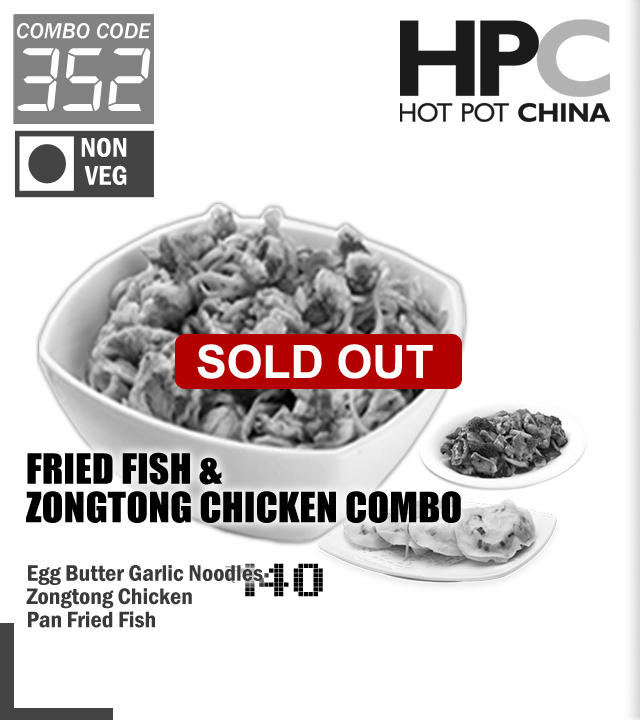 COMBO CODE
352
NON
VEG
HPC
HOT POT CHINA
SOLD OUT
FRIED FISH &
ZONGTONG CHICKEN COMBO
Egg Butter Garlic Noodles
140
Zongtong Chicken
Pan Fried Fish